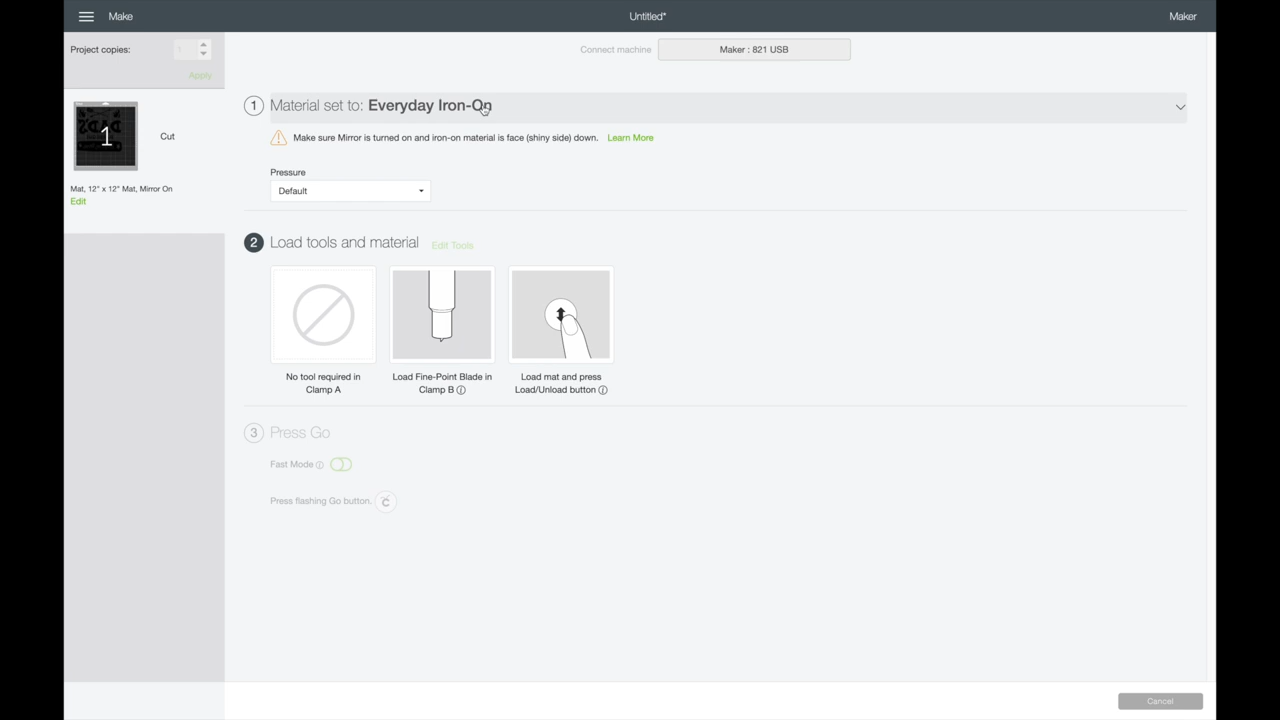 Make
Untitled*
Maker
Project copies:
1
Apply
1
Cut
Mat, 12" x 12" Mat, Mirror On
Edit
Connect machine
Maker : 821 USB
1
Material set to: Everyday Iron-On
Make sure Mirror is turned on and iron-on material is face (shiny side) down. Learn More
Pressure
Default
2
Load tools and material
Edit Tools
No tool required in
Clamp A
Load Fine-Point Blade in
Clamp B
Load mat and press
Load/Unload button
3
Press Go
Fast Mode
Press flashing Go button.
Cancel